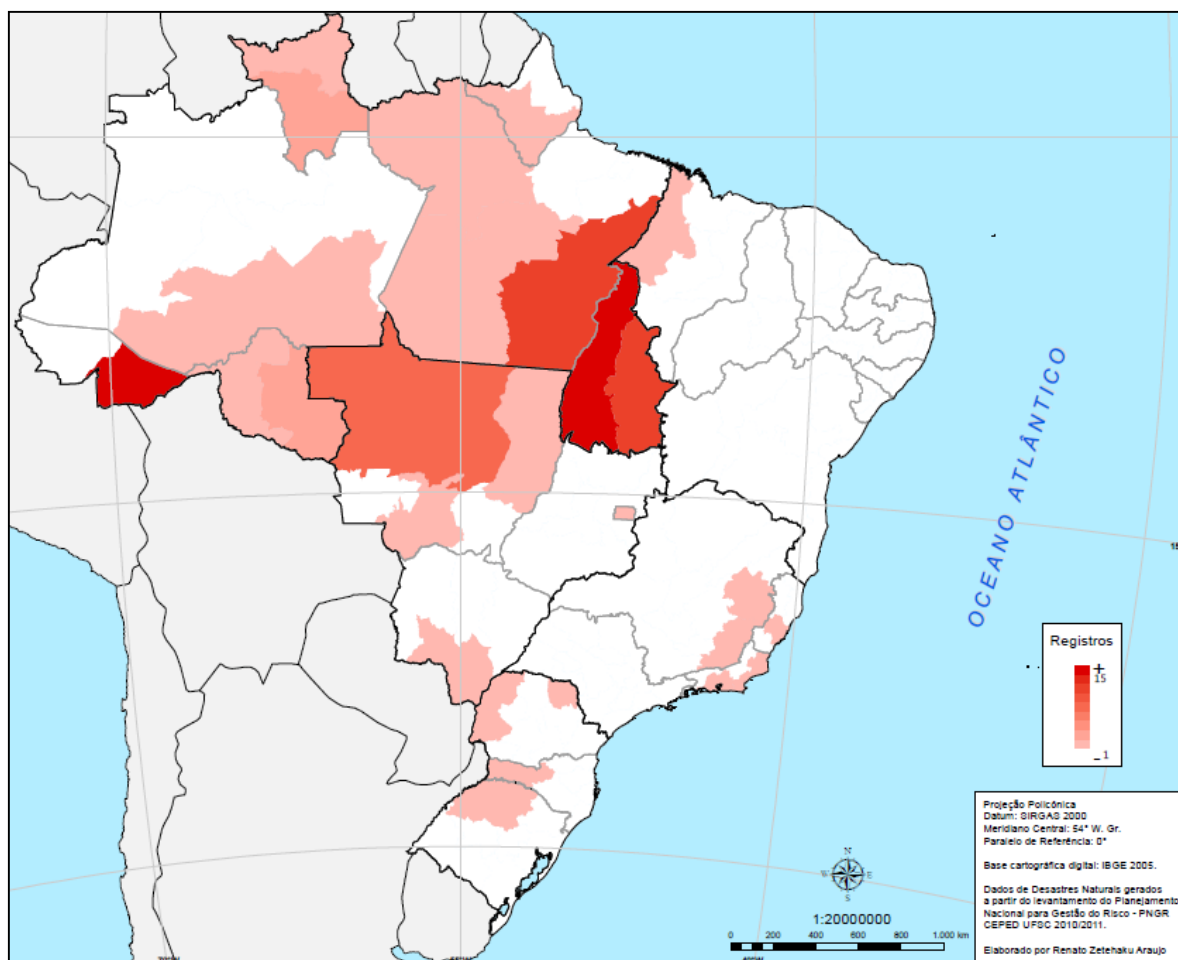 OCEANO ATLÂNTICO
15
Registros
+
15
1
Projeção Policônica
Datum: SIRGAS 2000
Meridiano Central: 54° W. Gr.
Paralelo de Referência: 0°
Base cartográfica digital: IBGE 2005.
Dados de Desastres Naturais gerados
a partir do levantamento do Planejamento
Nacional para Gestão do Risco - PNGR
CEPED UFSC 2010/2011.
Elaborado por Renato Zetehaku Araujo
N
W E
S
1:20000000
0 200 400 600 800 1.000 km